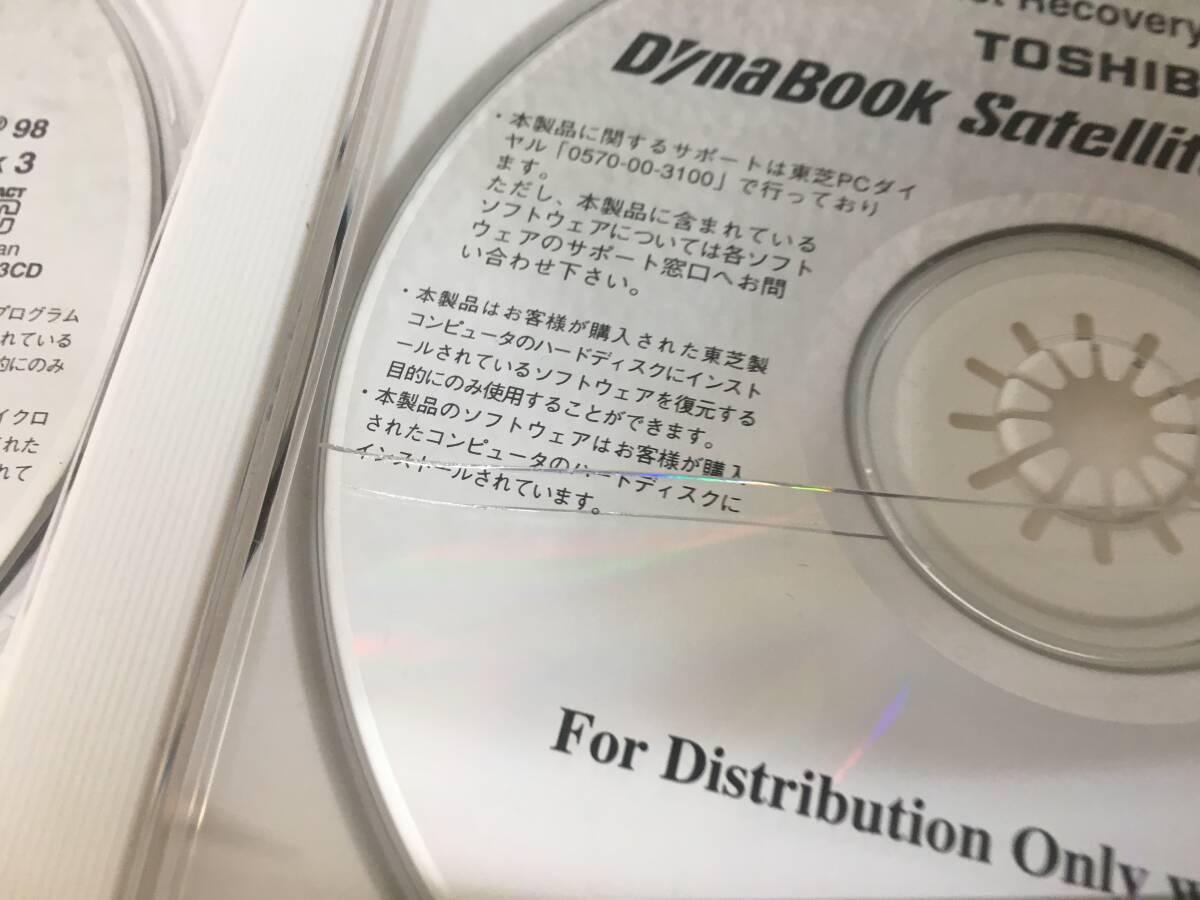 98
3
an
3CD
プログラム
れている
的にのみ
イクロ
れた
れて
Recovery
TOSHIB
DynaBook Satellit
・本製品に関するサポートは東芝PCダイ
ヤル「0570-00-3100」で行っており
ます。
ただし、本製品に含まれている
ソフトウェアについては各ソフト
ウェアのサポート窓口へお問
い合わせ下さい。
・本製品はお客様が購入された東芝製
コンピュータのハードディスクにインスト
ールされているソフトウェアを復元する
目的にのみ使用することができます。
・本製品のソフトウェアはお客様が購入
されたコンピュータのハードディスクに
インストールされています。
For Distribution Only w